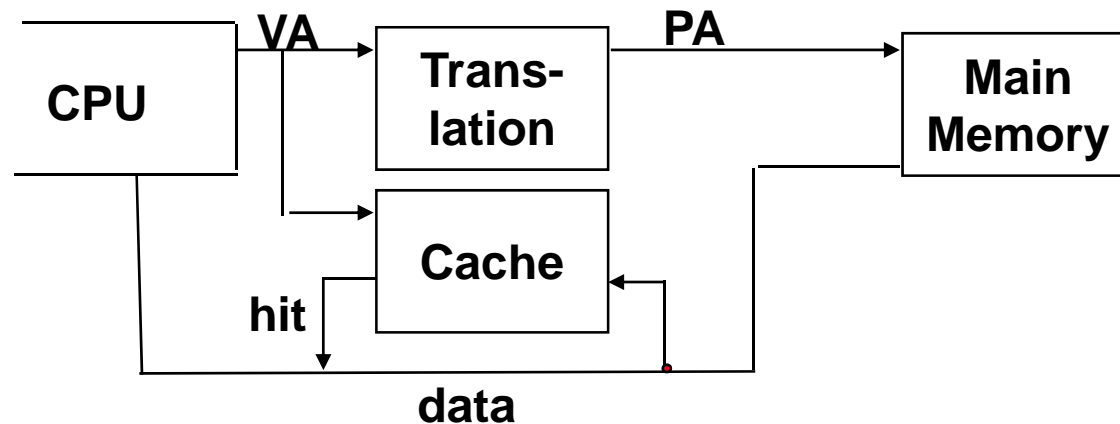 VA
PA
CPU
Trans-
lation
Main
Memory
Cache
hit
data